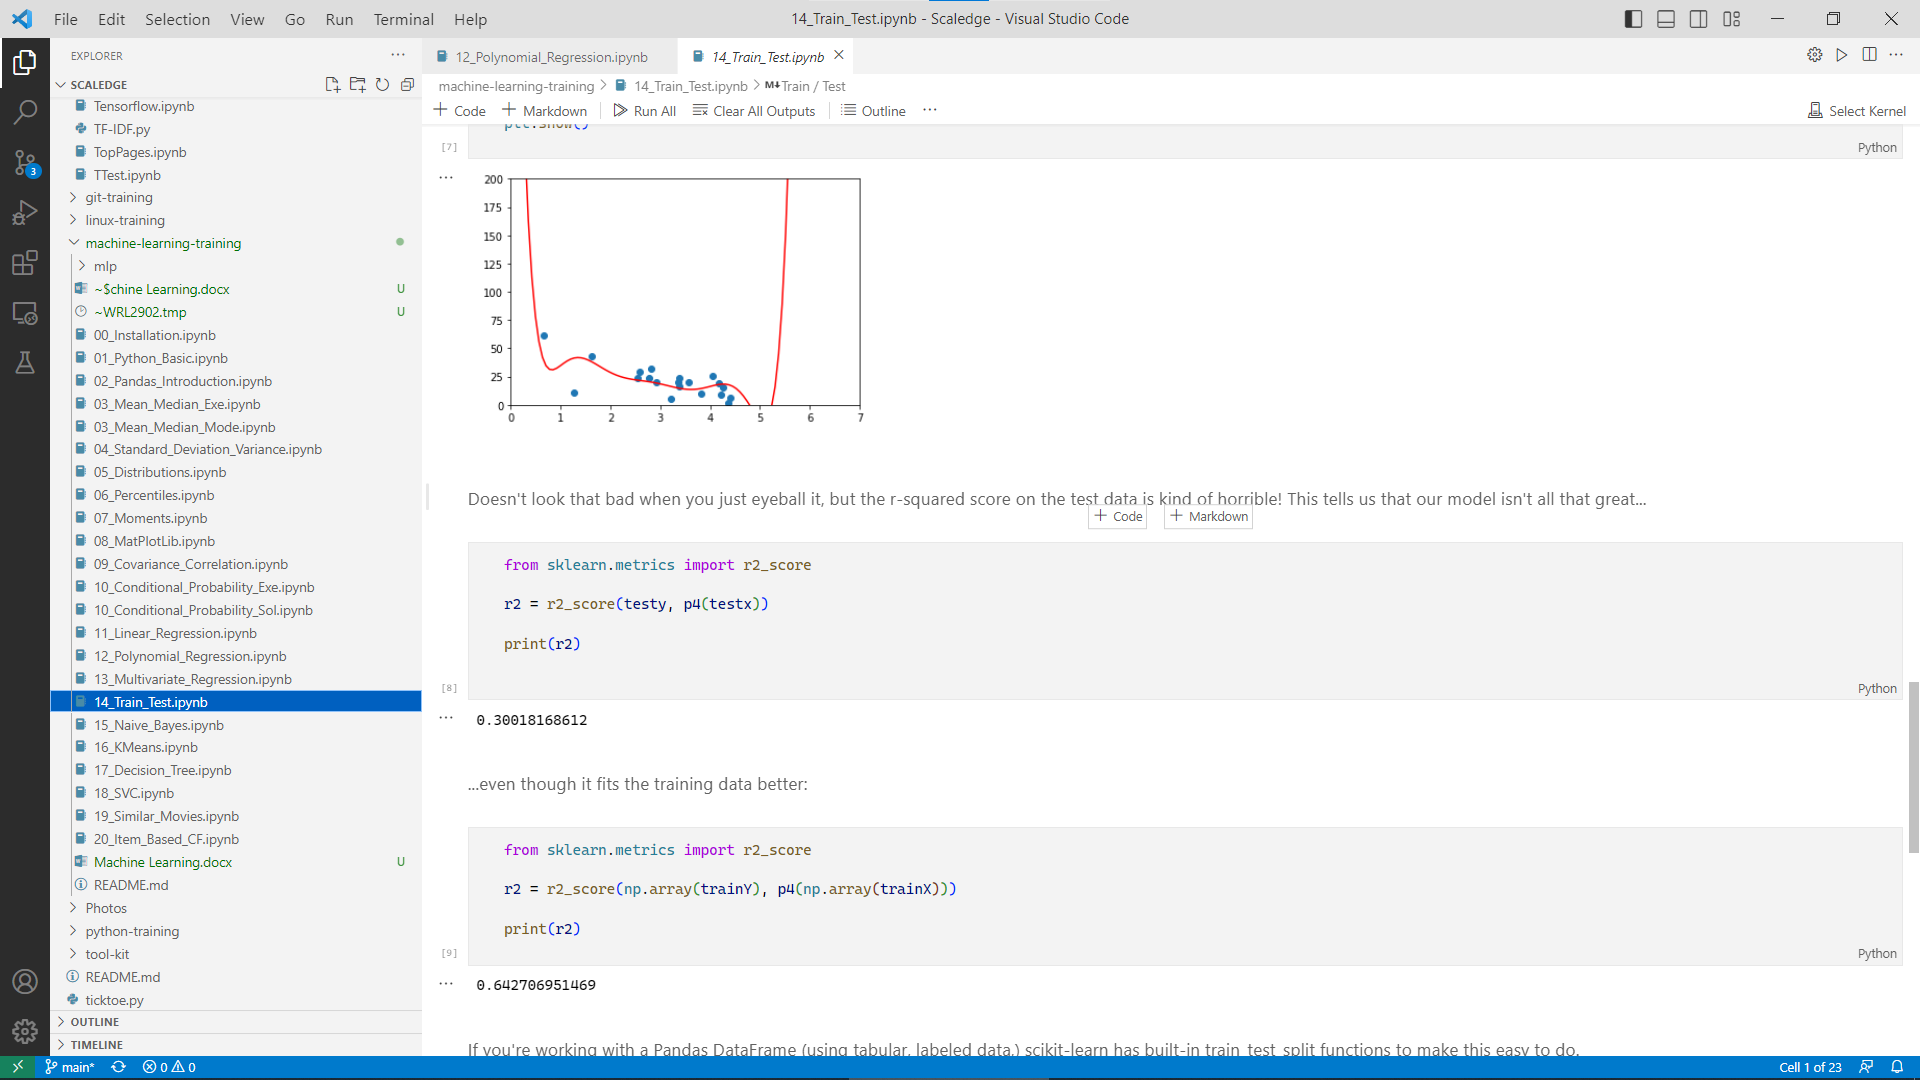 File Edit Selection View Go Run Terminal Help
14_Train_Test.ipynb - Scaledge - Visual Studio Code
EXPLORER
SCALEDGE
Tensorflow.ipynb
TF-IDF.py
TopPages.ipynb
TTest.ipynb
git-training
linux-training
machine-learning-training
mlp
~$chine Learning.docx U
~WRL2902.tmp U
00_Installation.ipynb
01_Python_Basic.ipynb
02_Pandas_Introduction.ipynb
03_Mean_Median_Exe.ipynb
03_Mean_Median_Mode.ipynb
04_Standard_Deviation_Variance.ipynb
05_Distributions.ipynb
06_Percentiles.ipynb
07_Moments.ipynb
08_MatPlotLib.ipynb
09_Covariance_Correlation.ipynb
10_Conditional_Probability_Exe.ipynb
10_Conditional_Probability_Sol.ipynb
11_Linear_Regression.ipynb
12_Polynomial_Regression.ipynb
13_Multivariate_Regression.ipynb
14_Train_Test.ipynb
15_Naive_Bayes.ipynb
16_KMeans.ipynb
17_Decision_Tree.ipynb
18_SVC.ipynb
19_Similar_Movies.ipynb
20_Item_Based_CF.ipynb
Machine Learning.docx U
README.md
Photos
python-training
tool-kit
README.md
ticktoe.py
OUTLINE
TIMELINE
3
12_Polynomial_Regression.ipynb
14_Train_Test.ipynb
machine-learning-training > 14_Train_Test.ipynb > M↓Train / Test
+ Code + Markdown Run All Clear All Outputs Outline ...
Select Kernel
plt.show()
[7]
Python
200
175
150
125
100
75
50
25
0
0 1 2 3 4 5 6 7
Doesn't look that bad when you just eyeball it, but the r-squared score on the test data is kind of horrible! This tells us that our model isn't all that great...
+ Code + Markdown
from sklearn.metrics import r2_score
r2 = r2_score(testy, p4(testx))
print(r2)
[8]
Python
0.30018168612
...even though it fits the training data better:
from sklearn.metrics import r2_score
r2 = r2_score(np.array(trainY), p4(np.array(trainX)))
print(r2)
[9]
Python
0.642706951469
If you're working with a Pandas DataFrame (using tabular, labeled data,) scikit-learn has built-in train_test_split functions to make this easy to do.
main* 0 0
Cell 1 of 23